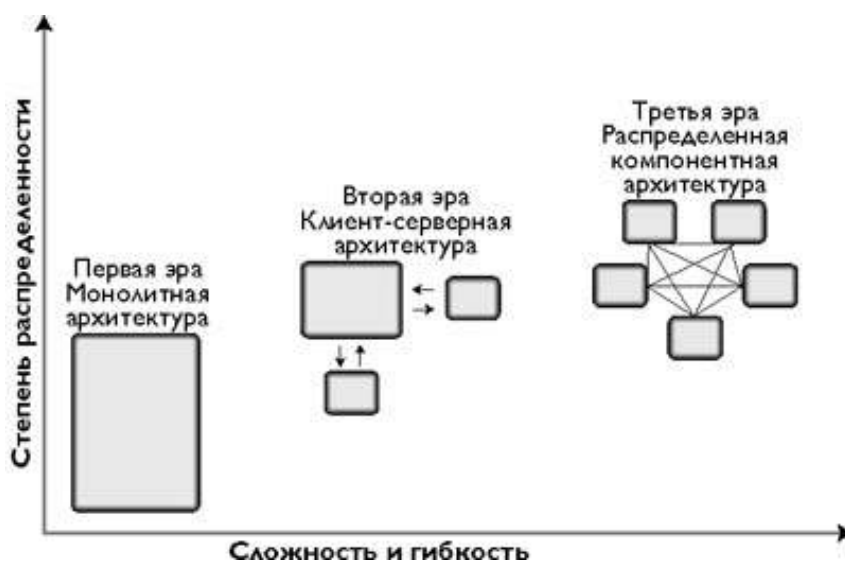 Степень распределенности
Первая эра
Монолитная
архитектура
Вторая эра
Клиент-серверная
архитектура
Третья эра
Распределенная
компонентная
архитектура
Сложность и гибкость